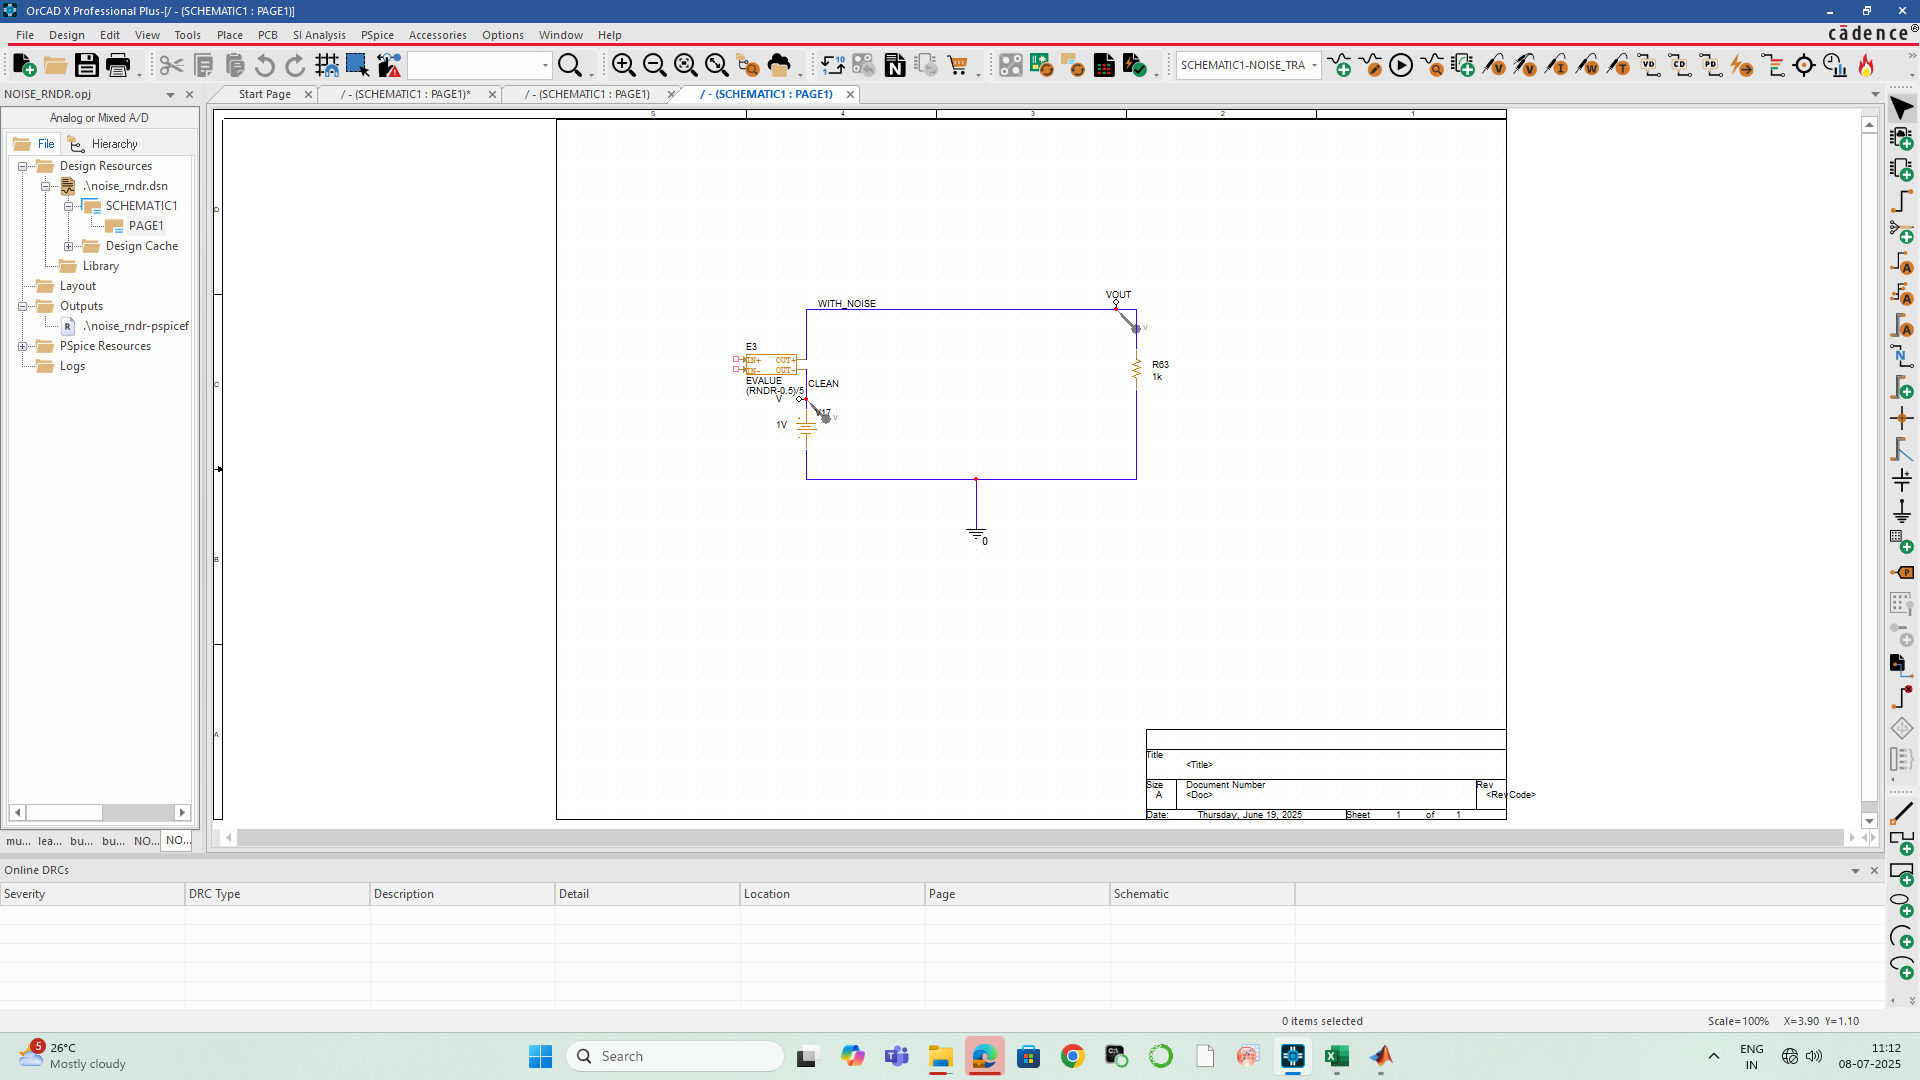 OrCAD X Professional Plus-[/ - (SCHEMATIC1 : PAGE1)]
File Design Edit View Tools Place PCB SI Analysis PSpice Accessories Options Window Help
cādence®
SCHEMATIC1-NOISE_TRA
NOISE_RNDR.opj
Start Page
/ - (SCHEMATIC1 : PAGE1)*
/ - (SCHEMATIC1 : PAGE1)
/ - (SCHEMATIC1 : PAGE1)
Analog or Mixed A/D
File Hierarchy
Design Resources
.\noise_rndr.dsn
SCHEMATIC1
PAGE1
Design Cache
Library
Layout
Outputs
.\noise_rndr-pspicef
PSpice Resources
Logs
mu... lea... bu... bu... NO... NO...
5 4 3 2 1
D
C
B
A
WITH_NOISE
VOUT
V
E3
IN+ OUT+
IN- OUT-
EVALUE
(RNDR-0.5)/5
CLEAN
V
V17
V
1V
R63
1k
0
Title
<Title>
Size
A
Document Number
<Doc>
Rev
<RevCode>
Date: Thursday, June 19, 2025 Sheet 1 of 1
Online DRCs
Severity DRC Type Description Detail Location Page Schematic
0 items selected Scale=100% X=3.90 Y=1.10
5
26°C
Mostly cloudy
Search
ENG
IN
11:12
08-07-2025